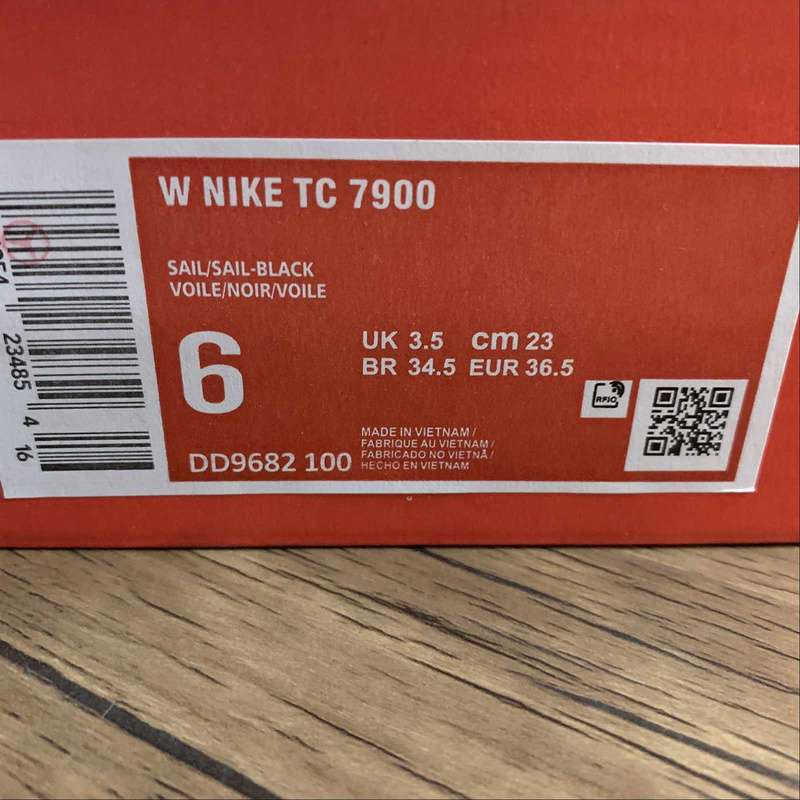 W NIKE TC 7900
SAIL/SAIL-BLACK
VOILE/NOIR/VOILE
6
UK 3.5 cm 23
BR 34.5 EUR 36.5
RFID
MADE IN VIETNAM /
FABRIQUE AU VIETNAM /
FABRICADO NO VIETNÃ /
HECHO EN VIETNAM
DD9682 100
23485 4 16